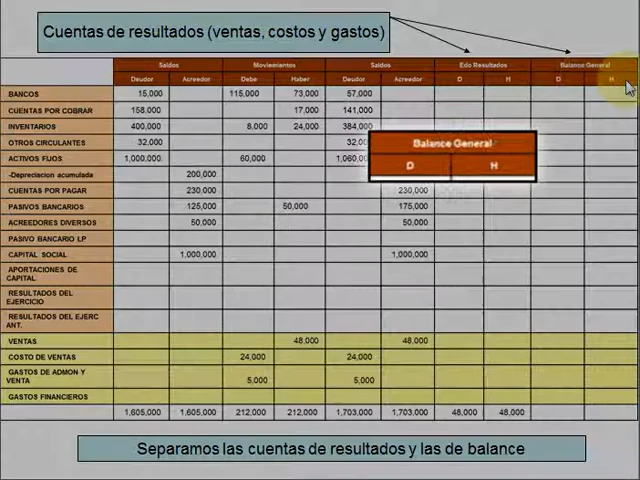 Cuentas de resultados (ventas, costos y gastos)
Saldos Moviemientos Saldos Edo Resultados Balance General
Deudor Acreedor Debe Haber Deudor Acreedor D H D H
BANCOS 15,000 115,000 73,000 57,000
CUENTAS POR COBRAR 158,000 17,000 141,000
INVENTARIOS 400,000 8,000 24,000 384,000
OTROS CIRCULANTES 32,000 32,00
ACTIVOS FIJOS 1,000,000 60,000 1,060,00
Balance General
D H
-Depreciacion acumulada 200,000
CUENTAS POR PAGAR 230,000 230,000
PASIVOS BANCARIOS 125,000 50,000 175,000
ACREEDORES DIVERSOS 50,000 50,000
PASIVO BANCARIO LP
CAPITAL SOCIAL 1,000,000 1,000,000
APORTACIONES DE
CAPITAL
RESULTADOS DEL
EJERCICIO
RESULTADOS DEL EJERC
ANT.
VENTAS 48,000 48,000
COSTO DE VENTAS 24,000 24,000
GASTOS DE ADMON Y
VENTA 5,000 5,000
GASTOS FINANCIEROS
1,605,000 1,605,000 212,000 212,000 1,703,000 1,703,000 48,000 48,000
Separamos las cuentas de resultados y las de balance